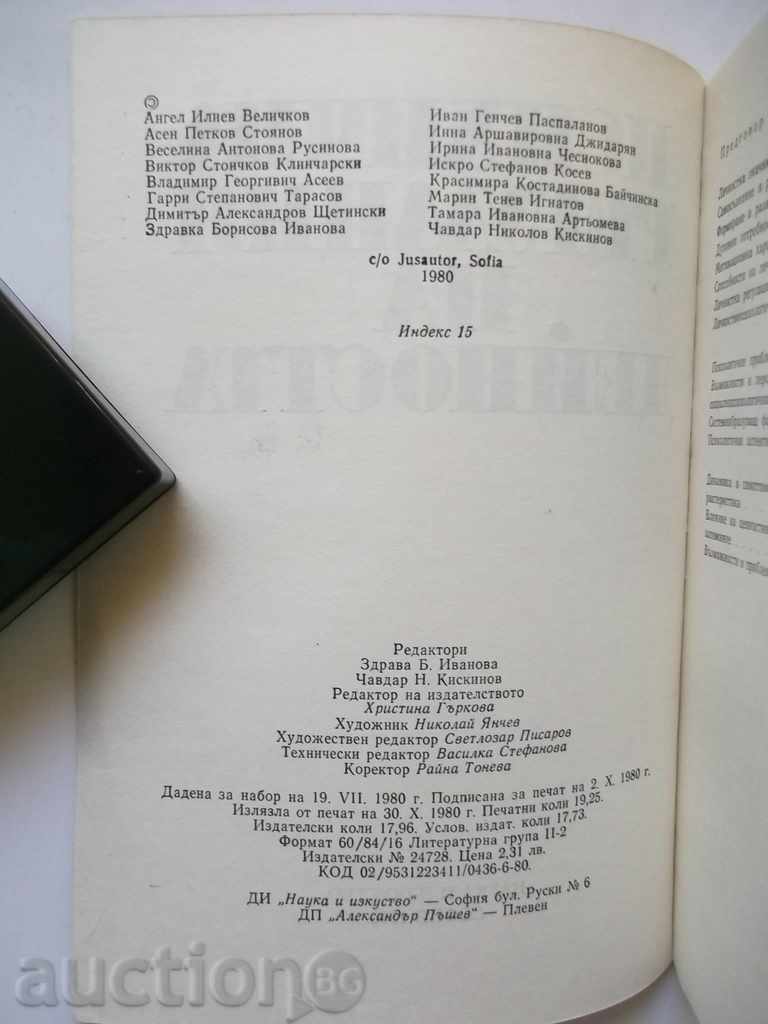 ©
Ангел Илиев Величков
Асен Петков Стоянов
Веселина Антонова Русинова
Виктор Стоичков Клинчарски
Владимир Георгивич Асеев
Гарри Степанович Тарасов
Димитър Александров Щетински
Здравка Борисова Иванова
Иван Генчев Паспаланов
Инна Аршавировна Джидарян
Ирина Ивановна Чеснокова
Искро Стефанов Косев
Красимира Костадинова Байчинска
Марин Тенев Игнатов
Тамара Ивановна Артьомева
Чавдар Николов Кискинов
c/o Jusautor, Sofia
1980
Индекс 15
Редактори
Здрава Б. Иванова
Чавдар Н. Кискинов
Редактор на издателството
Христина Гъркова
Художник Николай Янчев
Художествен редактор Светлозар Писаров
Технически редактор Василка Стефанова
Коректор Райна Тонева
Дадена за набор на 19. VII. 1980 г. Подписана за печат на 2. X. 1980 г.
Излязла от печат на 30. X. 1980 г. Печатни коли 19,25.
Издателски коли 17,96. Услов. издат. коли 17,73.
Формат 60/84/16 Литературна група II-2
Издателски № 24728. Цена 2,31 лв.
КОД 02/9531223411/0436-6-80.
ДИ „Наука и изкуство" — София бул. Руски № 6
ДП „Александър Пъшев" — Плевен
Предговор
auction BG